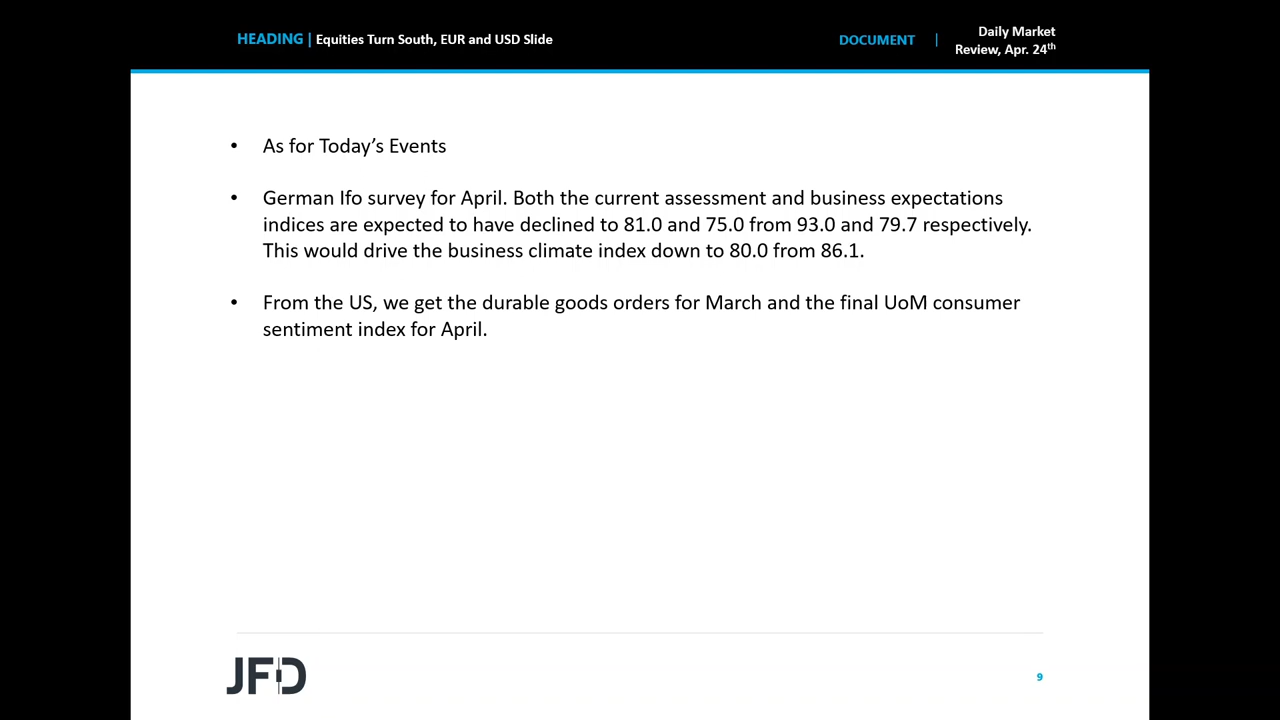 HEADING | Equities Turn South, EUR and USD Slide
DOCUMENT |
Daily Market
Review, Apr. 24th
• As for Today’s Events
• German Ifo survey for April. Both the current assessment and business expectations
indices are expected to have declined to 81.0 and 75.0 from 93.0 and 79.7 respectively.
This would drive the business climate index down to 80.0 from 86.1.
• From the US, we get the durable goods orders for March and the final UoM consumer
sentiment index for April.
JFD
9